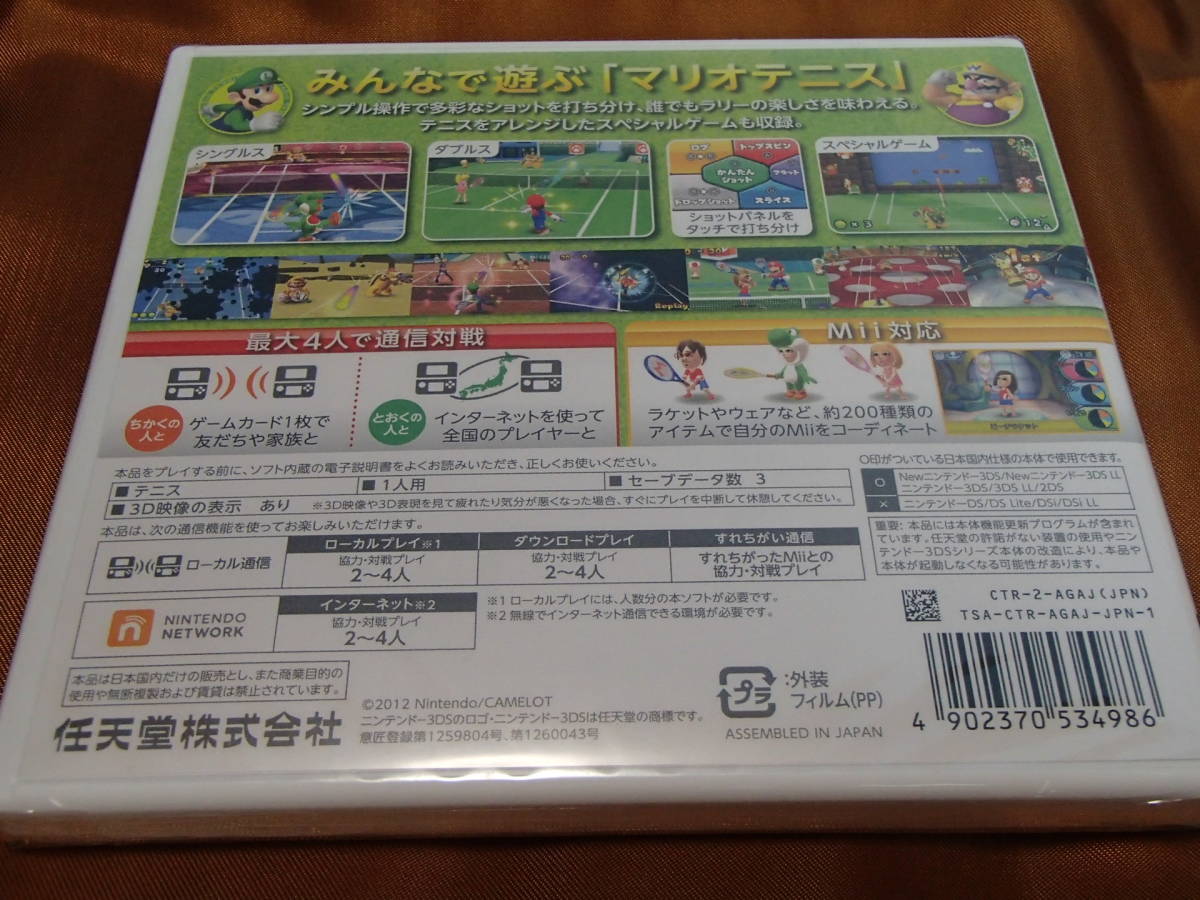 みんなで遊ぶ「マリオテニス」
シンプル操作で多彩なショットを打ち分け、誰でもラリーの楽しさを味わえる。
テニスをアレンジしたスペシャルゲームも収録。
シングルス
ダブルス
ロブ
トップスピン
かんたん
ショット
フラット
ドロップショット
スライス
ショットパネルを
タッチで打ち分け
スペシャルゲーム
×3
Replay
最大4人で通信対戦
ちかくの
人と
ゲームカード1枚で
友だちや家族と
とおくの
人と
インターネットを使って
全国のプレイヤーと
Mii対応
ラケットやウェアなど、約200種類の
アイテムで自分のMiiをコーディネート
本品をプレイする前に、ソフト内蔵の電子説明書をよくお読みいただき、正しくお使いください。
■テニス
■1人用
■セーブデータ数 3
■3D映像の表示 あり ※3D映像や3D表現を見て疲れたり気分が悪くなった場合、すぐにプレイを中断して休憩してください。
本品は、次の通信機能を使ってお楽しみいただけます。
ローカル通信
ローカルプレイ※1
協力・対戦プレイ
2〜4人
ダウンロードプレイ
協力・対戦プレイ
2〜4人
すれちがい通信
すれちがったMiiとの
協力・対戦プレイ
NINTENDO
NETWORK
インターネット※2
協力・対戦プレイ
2〜4人
※1 ローカルプレイには、人数分の本ソフトが必要です。
※2 無線でインターネット通信できる環境が必要です。
○印がついている日本国内仕様の本体で使用できます。
○
Newニンテンドー3DS/Newニンテンドー3DS LL
ニンテンドー3DS/3DS LL/2DS
×
ニンテンドーDS/DS Lite/DSi/DSi LL
重要：本品には本体機能更新プログラムが含まれ
ています。任天堂の許諾がない装置の使用やニン
テンドー3DSシリーズ本体の改造により、本品や
本体が起動しなくなる可能性があります。
CTR-2-AGAJ(JPN)
TSA-CTR-AGAJ-JPN-1
本品は日本国内だけの販売とし、また商業目的の
使用や無断複製および賃貸は禁止されています。
任天堂株式会社
©2012 Nintendo/CAMELOT
ニンテンドー3DSのロゴ・ニンテンドー3DSは任天堂の商標です。
意匠登録第1259804号、第1260043号
プラ
:外装
フィルム(PP)
ASSEMBLED IN JAPAN
4 902370 534986